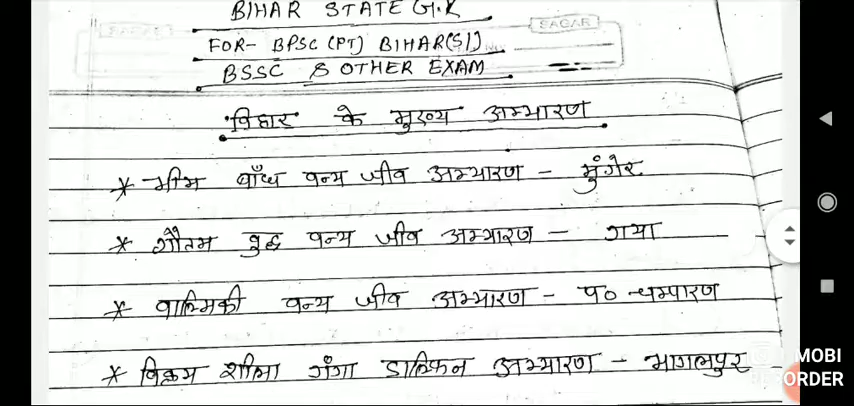 BIHAR STATE G.K
SAGAR
FOR- BPSC (PT) BIHAR(SI)
BSSC & OTHER EXAM
"बिहार" के मुख्य अभ्यारण
* भीम बाँध वन्य जीव अभ्यारण - मुंगेर
* गौतम बुद्ध वन्य जीव अभ्यारण - गया
* वाल्मिकी वन्य जीव अभ्यारण - प० चम्पारण
* विक्रम शीला गंगा डाल्फिन अभ्यारण - भागलपुर
MOBI
RECORDER